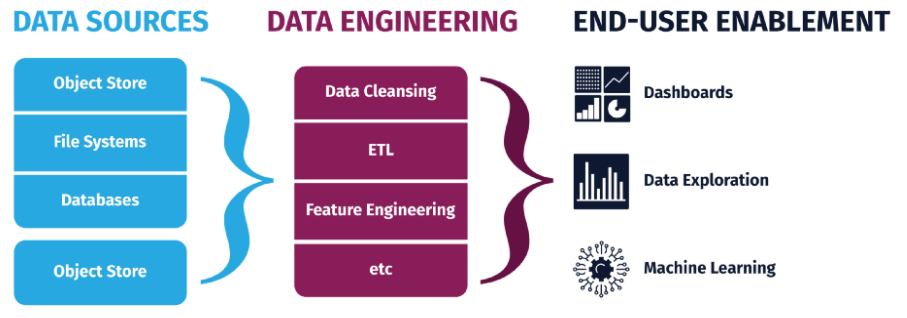 DATA SOURCES
Object Store
File Systems
Databases
Object Store
DATA ENGINEERING
Data Cleansing
ETL
Feature Engineering
etc
END-USER ENABLEMENT
Dashboards
Data Exploration
Machine Learning